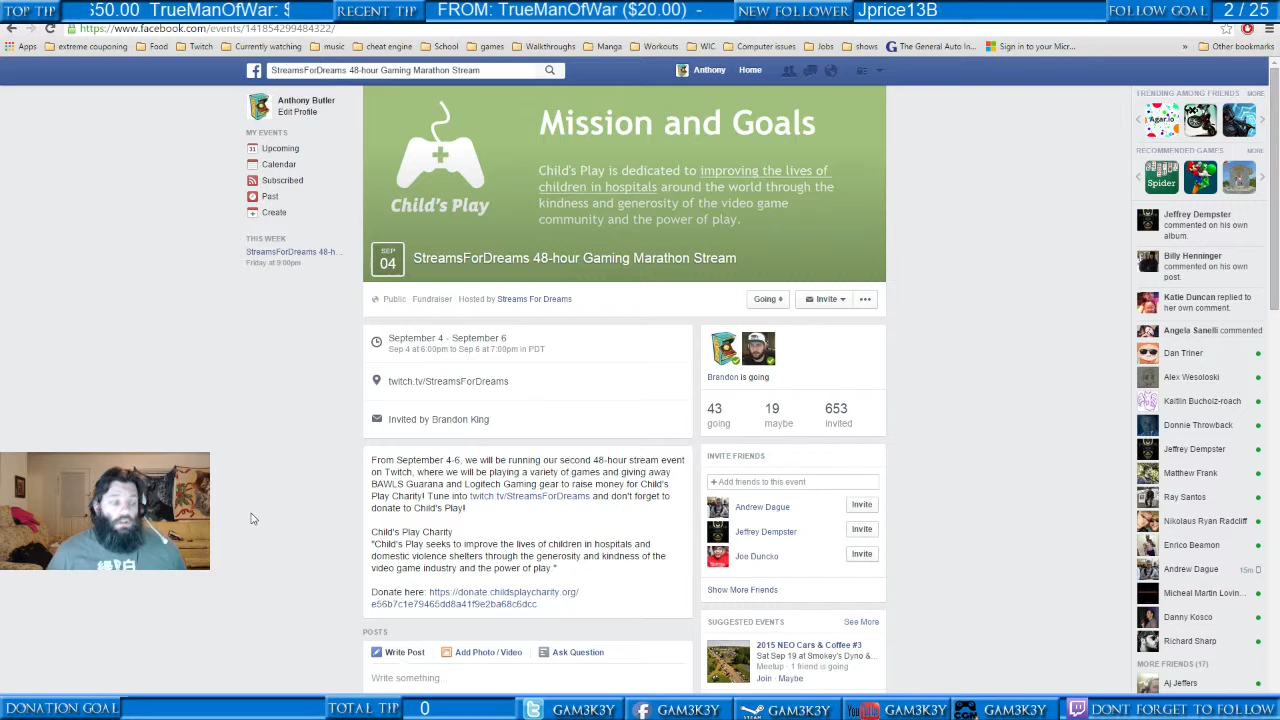 $50.00 TrueManOfWar: $
RECENT TIP
FROM: TrueManOfWar ($20.00) -
NEW FOLLOWER
Jprice13B
FOLLOW GOAL
2 / 25
TOP TIP
https://www.facebook.com/events/141854299484322/
Apps
extreme couponing
Food
Twitch
Currently watching
music
cheat engine
School
games
Walkthroughs
Manga
Workouts
WIC
Computer issues
Jobs
shows
The General Auto In...
Sign in to your Micr...
»
Other bookmarks
StreamsForDreams 48-hour Gaming Marathon Stream
Anthony
Home
Anthony Butler
Edit Profile
MY EVENTS
31 Upcoming
Calendar
Subscribed
Past
Create
THIS WEEK
StreamsForDreams 48-h...
Friday at 9:00pm
Child's Play
Mission and Goals
Child's Play is dedicated to improving the lives of
children in hospitals around the world through the
kindness and generosity of the video game
community and the power of play.
SEP
04
StreamsForDreams 48-hour Gaming Marathon Stream
Public Fundraiser Hosted by Streams For Dreams
Going
Invite
•••
September 4 - September 6
Sep 4 at 6:00pm to Sep 6 at 7:00pm in PDT
twitch.tv/StreamsForDreams
Invited by Brandon King
Brandon is going
43 19 653
going maybe invited
From September 4-6, we will be running our second 48-hour stream event
on Twitch, where we will be playing a variety of games and giving away
BAWLS Guarana and Logitech Gaming gear to raise money for Child's
Play Charity! Tune into twitch.tv/StreamsForDreams and don't forget to
donate to Child's Play!
Child's Play Charity
"Child's Play seeks to improve the lives of children in hospitals and
domestic violence shelters through the generosity and kindness of the
video game industry and the power of play."
Donate here: https://donate.childsplaycharity.org/
e56b7c1e79465dd8a41f9e2ba68c6dcc
POSTS
Write Post
Add Photo / Video
Ask Question
Write something...
INVITE FRIENDS
+ Add friends to this event
Andrew Dague
Invite
Jeffrey Dempster
Invite
Joe Duncko
Invite
Show More Friends
SUGGESTED EVENTS
See More
2015 NEO Cars & Coffee #3
Sat Sep 19 at Smokey's Dyno &...
Meetup · 1 friend is going
Join · Maybe
TRENDING AMONG FRIENDS
MORE
Agar.io
RECOMMENDED GAMES
MORE
Spider
Jeffrey Dempster
commented on his own
album.
Billy Henninger
commented on his own
post.
Katie Duncan replied to
her own comment.
Angela Sanelli commented
Dan Triner
Alex Wesoloski
Kaitlin Bucholz-roach
Donnie Throwback
Jeffrey Dempster
Matthew Frank
Ray Santos
Nikolaus Ryan Radcliff
Enrico Beamon
Andrew Dague
15m
Micheal Martin Lovin...
Danny Kosco
Richard Sharp
MORE FRIENDS (17)
Aj Jeffers
DONATION GOAL
TOTAL TIP
0
GAM3K3Y
GAM3K3Y
STEAM
GAM3K3Y
YouTube
GAM3K3Y
GAM3K3Y
DONT FORGET TO FOLLOW